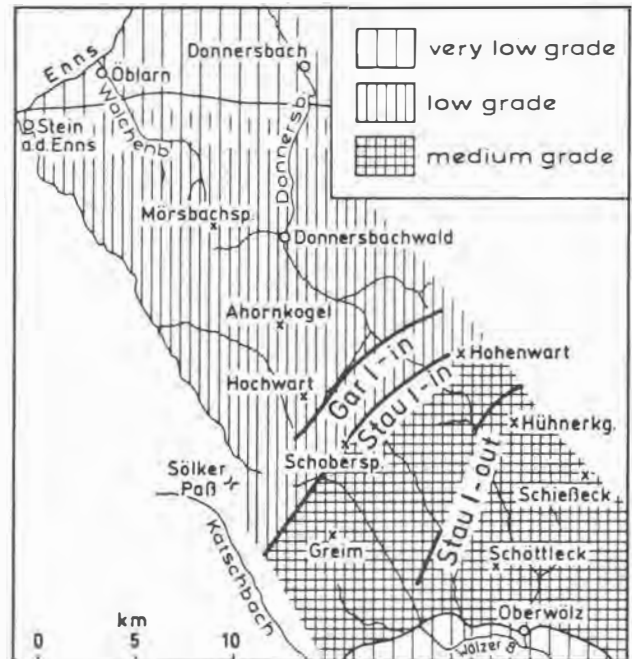 very low grade
low grade
medium grade
Enns
Öblarn
Donnersbach
Walchenb.
Donnersb.
Stein
a.d.Enns
Mörsbachsp.
Donnersbachwald
Ahornkogel
Hochwart
Gar I-in
Stau I-in
Hohenwart
Hühnerkg.
Schobersp.
Stau I-out
Schießeck
Sölker
Paß
Katschbach
Greim
Schöttleck
Oberwölz
Wölzer B.
km
0 10